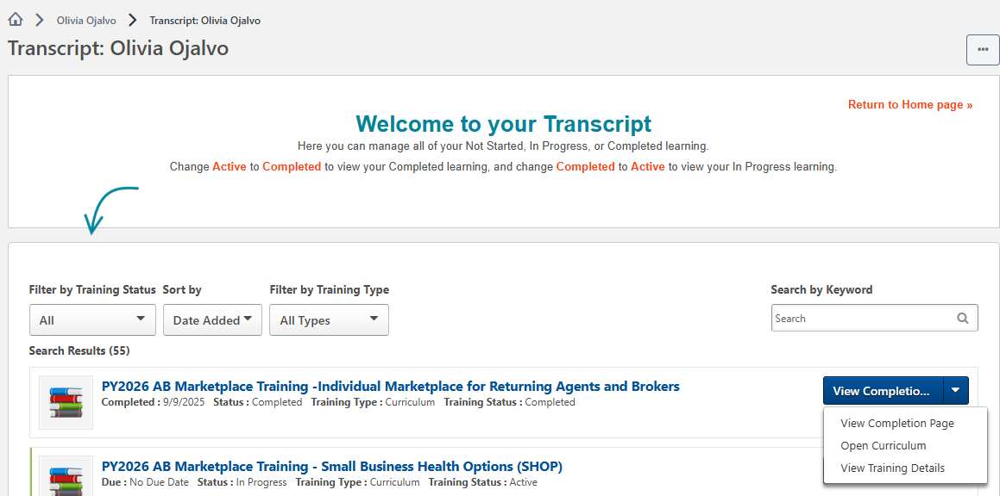 Olivia Ojalvo Transcript: Olivia Ojalvo
Transcript: Olivia Ojalvo
Return to Home page »
Welcome to your Transcript
Here you can manage all of your Not Started, In Progress, or Completed learning.
Change Active to Completed to view your Completed learning, and change Completed to Active to view your In Progress learning.
Filter by Training Status Sort by Filter by Training Type Search by Keyword
All Date Added All Types Search
Search Results (55)
PY2026 AB Marketplace Training -Individual Marketplace for Returning Agents and Brokers
Completed : 9/9/2025 Status : Completed Training Type : Curriculum Training Status : Completed
View Completio...
View Completion Page
Open Curriculum
View Training Details
PY2026 AB Marketplace Training - Small Business Health Options (SHOP)
Due : No Due Date Status : In Progress Training Type : Curriculum Training Status : Active